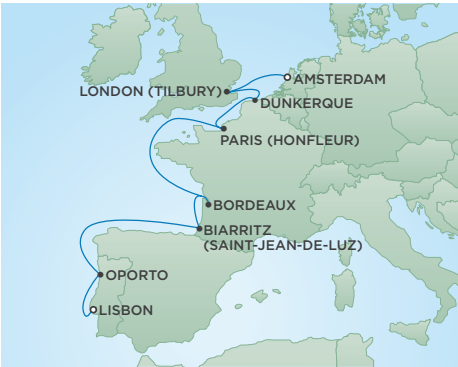 AMSTERDAM
LONDON (TILBURY)
DUNKERQUE
PARIS (HONFLEUR)
BORDEAUX
BIARRITZ
(SAINT-JEAN-DE-LUZ)
OPORTO
LISBON